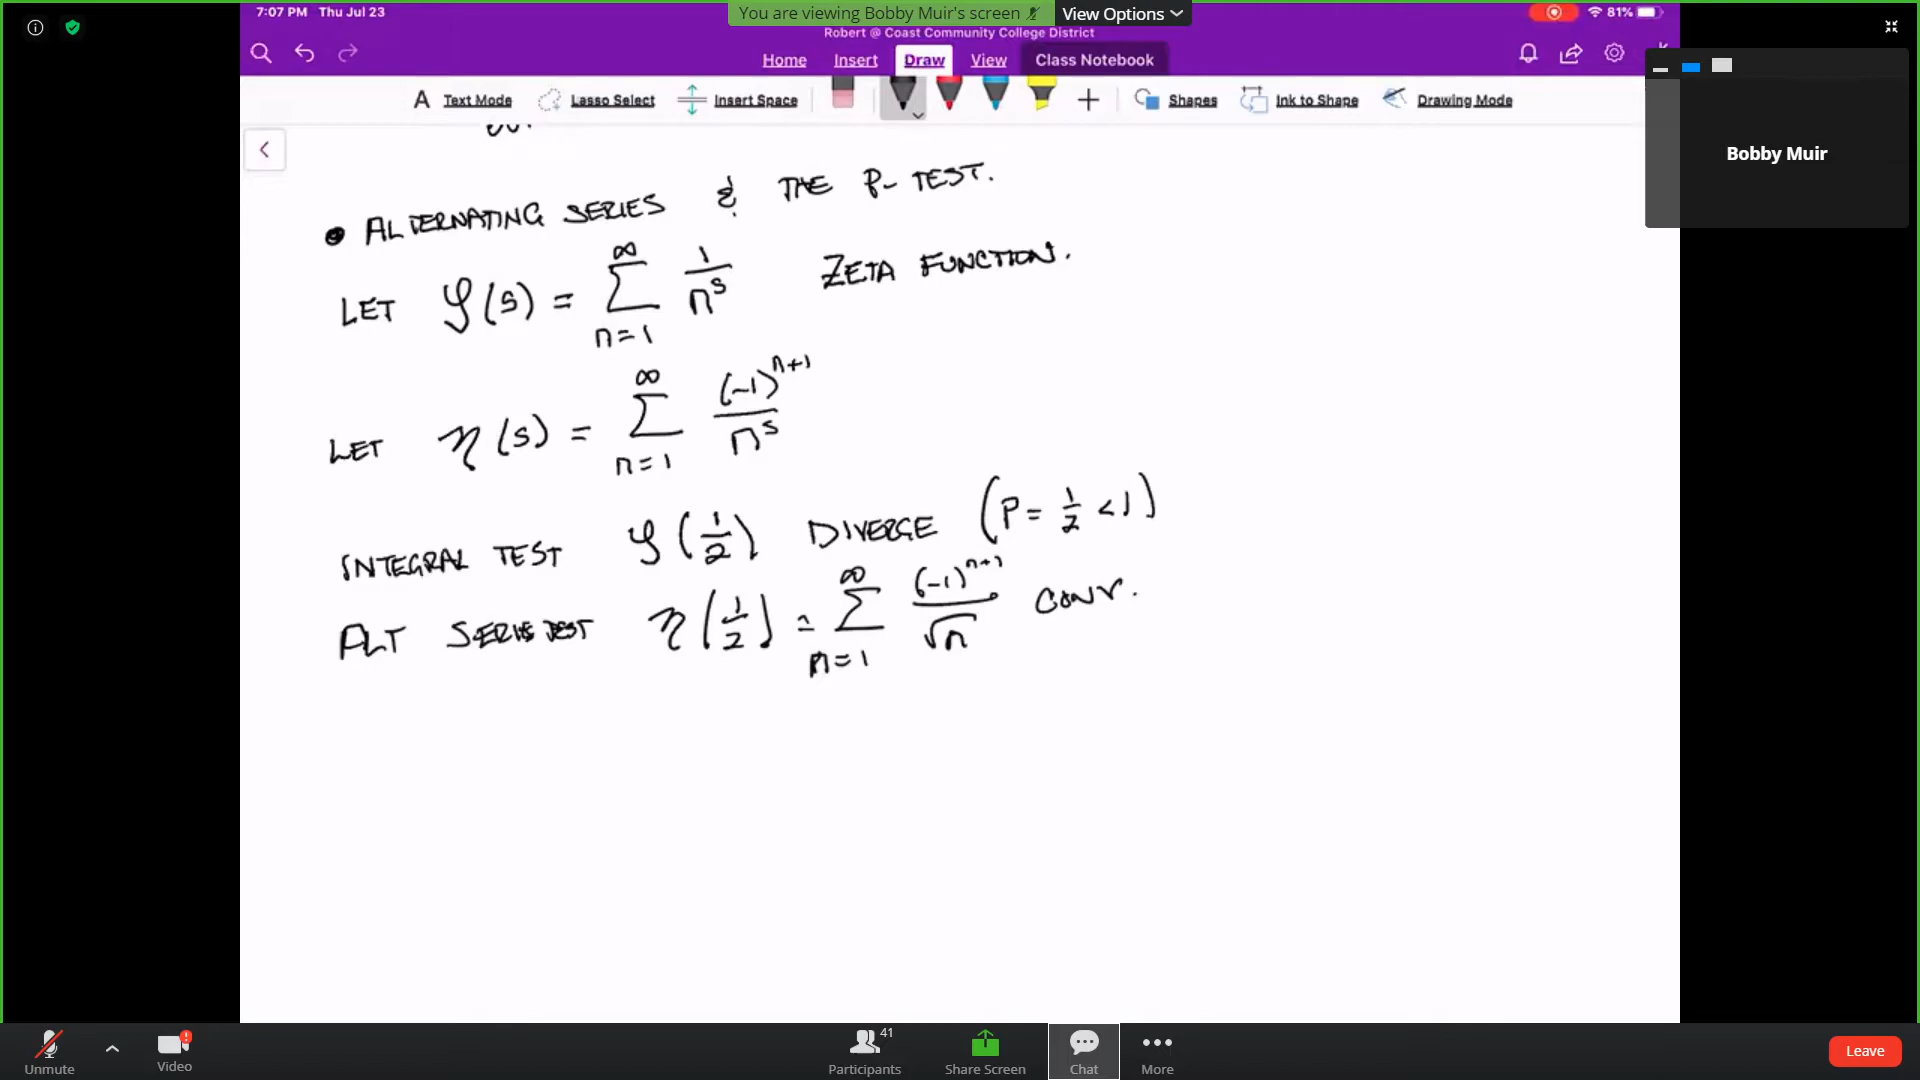 7:07 PM Thu Jul 23
You are viewing Bobby Muir's screen
View Options
81%
Robert @ Coast Community College District
Home Insert Draw View Class Notebook
Text Mode Lasso Select Insert Space Shapes Ink to Shape Drawing Mode
Bobby Muir
• ALTERNATING SERIES & THE P-TEST.
LET ζ(s) = ∑_{n=1}^{∞} 1/n^s ZETA FUNCTION.
LET η(s) = ∑_{n=1}^{∞} (-1)^{n+1}/n^s
INTEGRAL TEST ζ(1/2) DIVERGE (P = 1/2 < 1)
ALT SERIES TEST η(1/2) = ∑_{n=1}^{∞} (-1)^{n+1}/√n CONV.
Unmute
Video
Participants 41
Share Screen
Chat
More
Leave